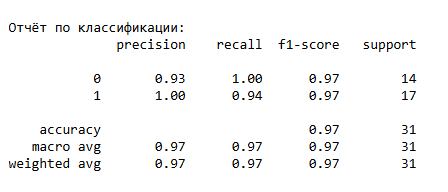 Отчёт по классификации:
precision recall f1-score support
0 0.93 1.00 0.97 14
1 1.00 0.94 0.97 17
accuracy 0.97 31
macro avg 0.97 0.97 0.97 31
weighted avg 0.97 0.97 0.97 31